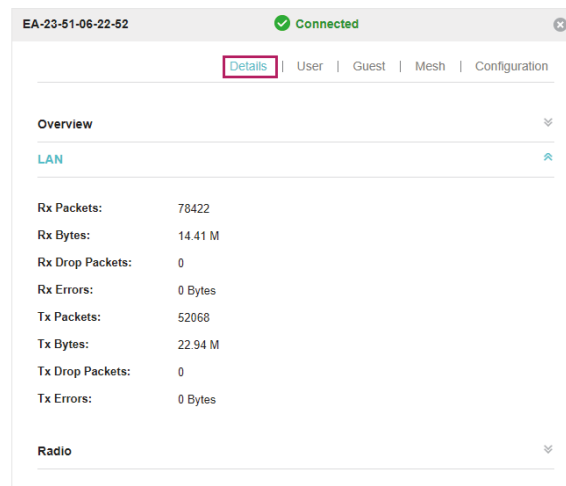 EA-23-51-06-22-52 Connected
Details | User | Guest | Mesh | Configuration
Overview
LAN
Rx Packets: 78422
Rx Bytes: 14.41 M
Rx Drop Packets: 0
Rx Errors: 0 Bytes
Tx Packets: 52068
Tx Bytes: 22.94 M
Tx Drop Packets: 0
Tx Errors: 0 Bytes
Radio